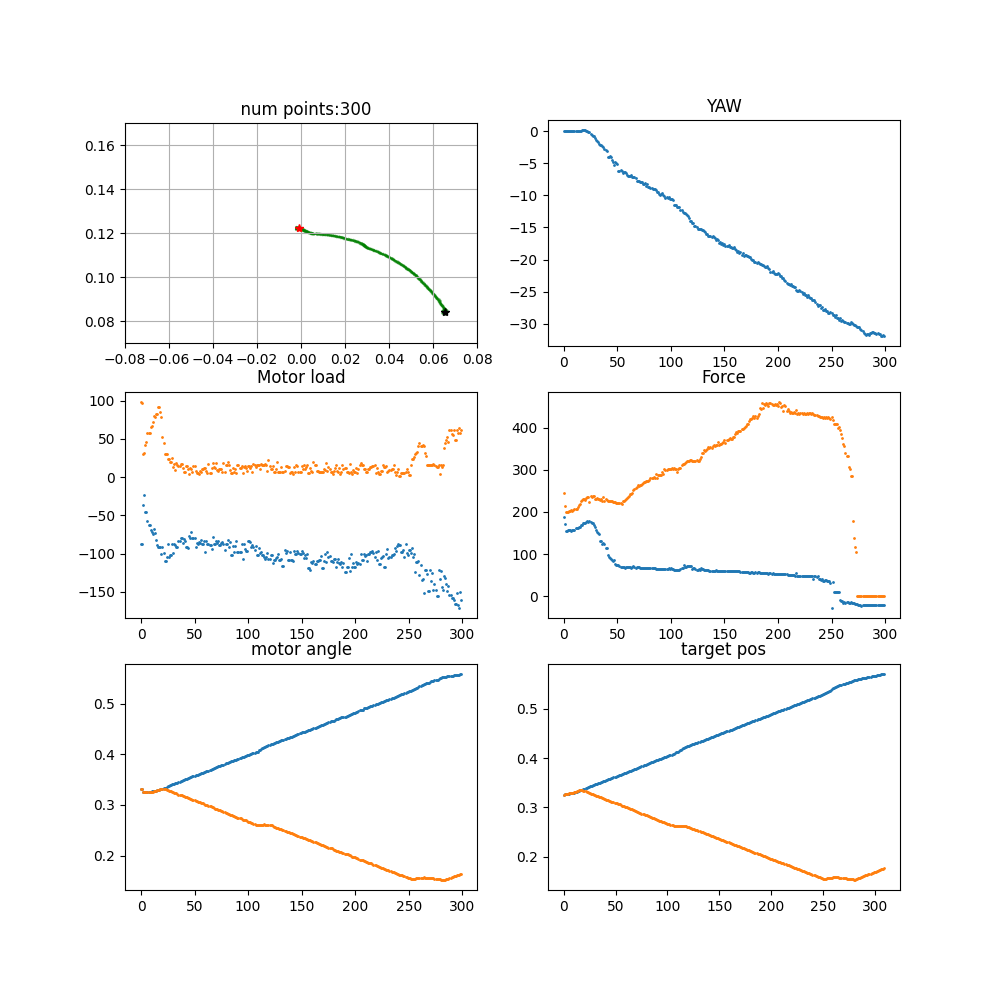 num points:300
0.16
0.14
0.12
0.10
0.08
−0.08 −0.06 −0.04 −0.02 0.00 0.02 0.04 0.06 0.08
YAW
0
−5
−10
−15
−20
−25
−30
0 50 100 150 200 250 300
Motor load
100
50
0
−50
−100
−150
0 50 100 150 200 250 300
Force
400
300
200
100
0
0 50 100 150 200 250 300
motor angle
0.5
0.4
0.3
0.2
0 50 100 150 200 250 300
target pos
0.5
0.4
0.3
0.2
0 50 100 150 200 250 300